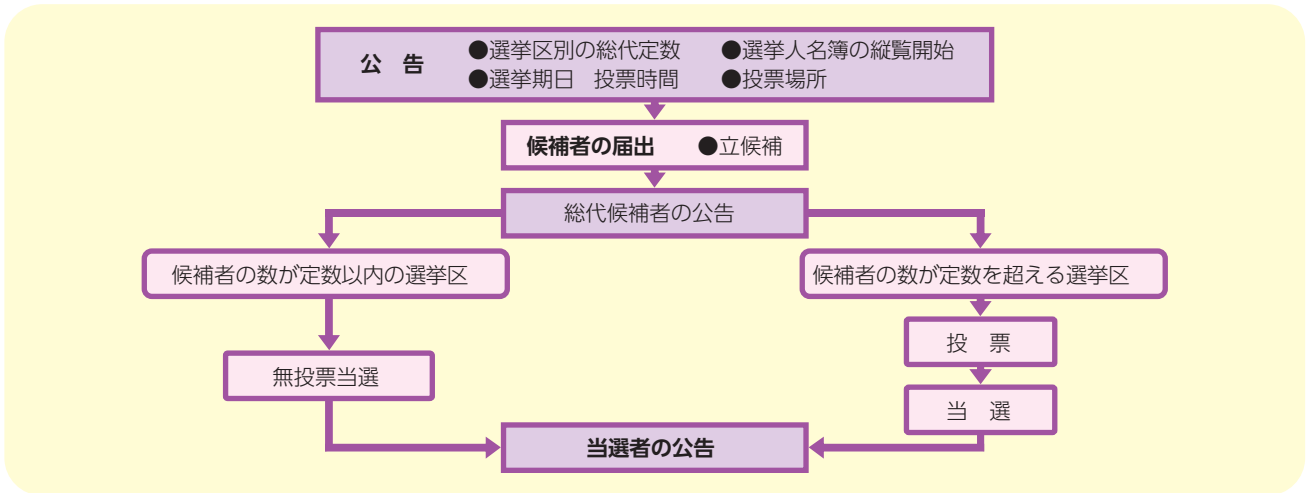 公　告
●選挙区別の総代定数　●選挙人名簿の縦覧開始
●選挙期日　投票時間　●投票場所
候補者の届出　●立候補
総代候補者の公告
候補者の数が定数以内の選挙区
候補者の数が定数を超える選挙区
投　票
無投票当選
当　選
当選者の公告